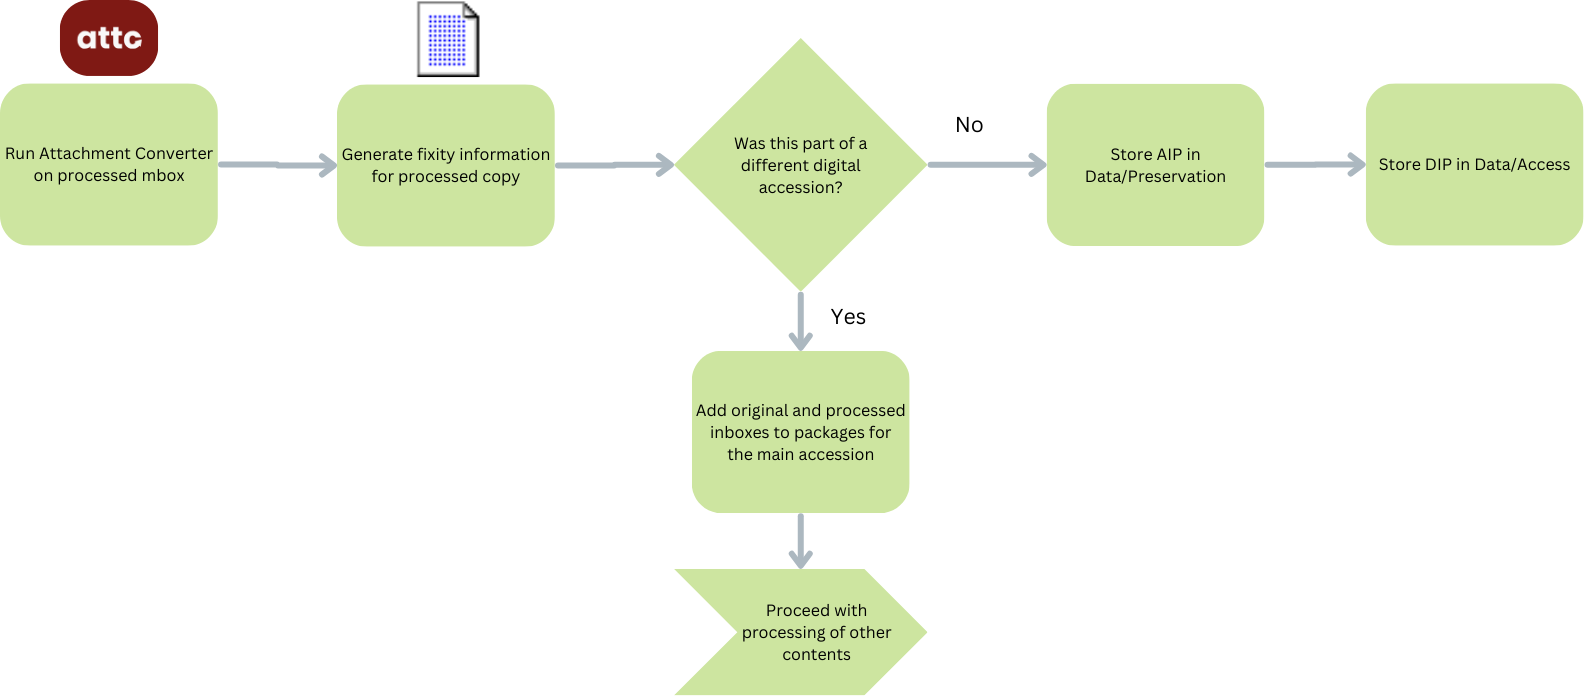 attc
Run Attachment Converter
on processed mbox
Generate fixity information
for processed copy
Was this part of a
different digital
accession?
No
Store AIP in
Data/Preservation
Store DIP in Data/Access
Yes
Add original and processed
inboxes to packages for
the main accession
Proceed with
processing of other
contents